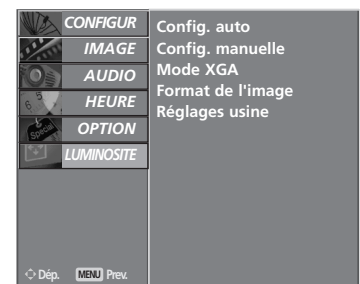 CONFIGUR
IMAGE
AUDIO
HEURE
OPTION
LUMINOSITE
Config. auto
Config. manuelle
Mode XGA
Format de l'image
Réglages usine
Dép. MENU Prev.